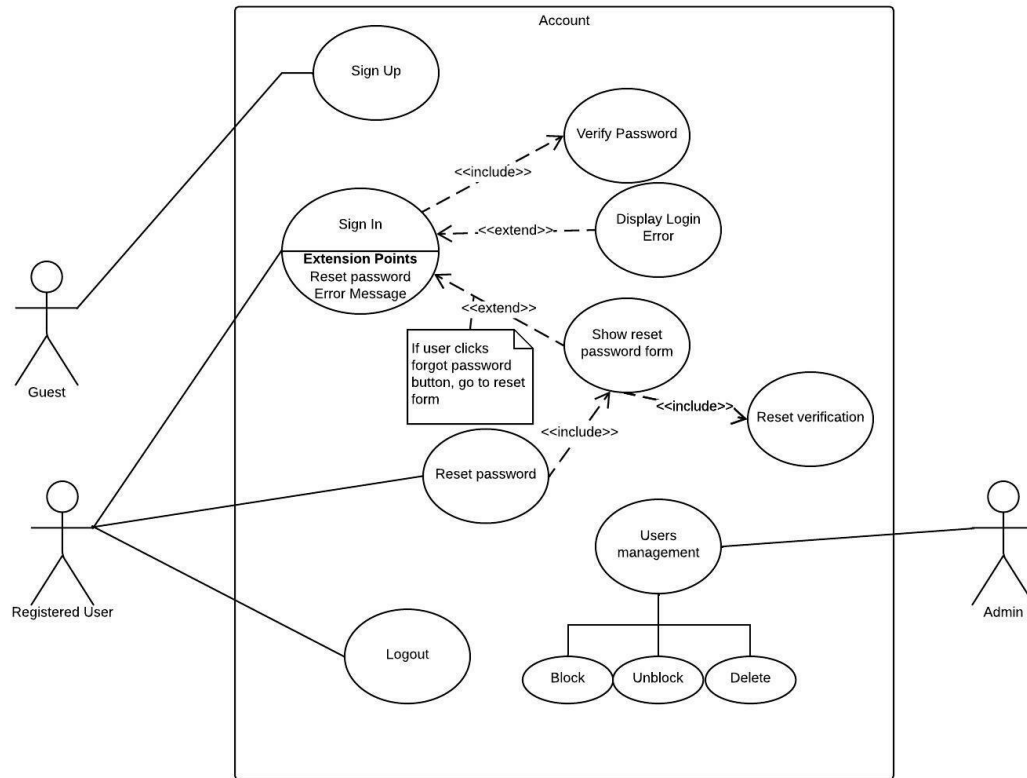 Account
Sign Up
Verify Password
<<include>>
Sign In
Display Login
Error
<<extend>>
Extension Points
Reset password
Error Message
<<extend>>
Show reset
password form
If user clicks
forgot password
button, go to reset
form
Guest
<<include>>
Reset verification
<<include>>
Reset password
Users
management
Registered User
Admin
Logout
Block
Unblock
Delete